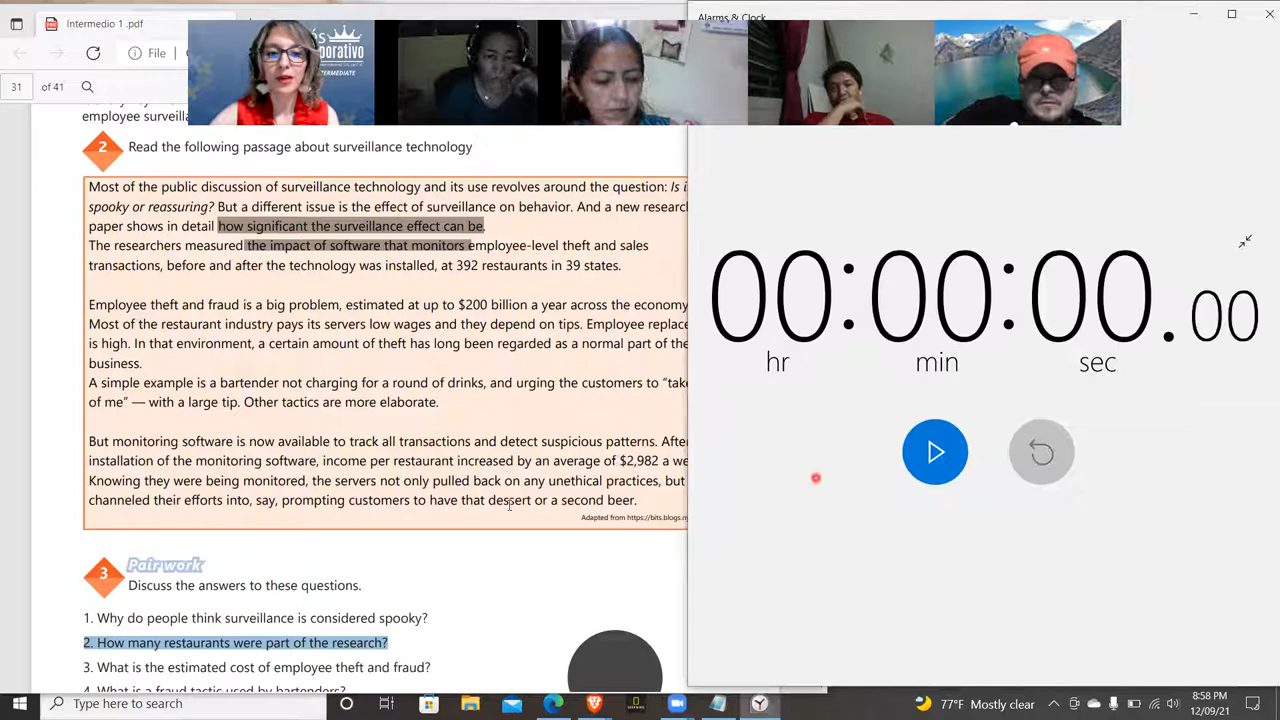 Intermedio 1 .pdf
Alarms & Clock
File
31
of 41
ós
porativo
TERMEDIATE
employee surveilla
2
Read the following passage about surveillance technology
Most of the public discussion of surveillance technology and its use revolves around the question: Is i
spooky or reassuring? But a different issue is the effect of surveillance on behavior. And a new research
paper shows in detail how significant the surveillance effect can be.
The researchers measured the impact of software that monitors employee-level theft and sales
transactions, before and after the technology was installed, at 392 restaurants in 39 states.
Employee theft and fraud is a big problem, estimated at up to $200 billion a year across the economy
Most of the restaurant industry pays its servers low wages and they depend on tips. Employee replace
is high. In that environment, a certain amount of theft has long been regarded as a normal part of the
business.
A simple example is a bartender not charging for a round of drinks, and urging the customers to “take
of me” — with a large tip. Other tactics are more elaborate.
But monitoring software is now available to track all transactions and detect suspicious patterns. After
installation of the monitoring software, income per restaurant increased by an average of $2,982 a we
Knowing they were being monitored, the servers not only pulled back on any unethical practices, but
channeled their efforts into, say, prompting customers to have that dessert or a second beer.
Adapted from https://bits.blogs.ny
3
Pair work
Discuss the answers to these questions.
1. Why do people think surveillance is considered spooky?
2. How many restaurants were part of the research?
3. What is the estimated cost of employee theft and fraud?
4. What is a fraud tactic used by bartenders?
00:00:00.00
hr
min
sec
Type here to search
77°F Mostly clear
8:58 PM
12/09/21